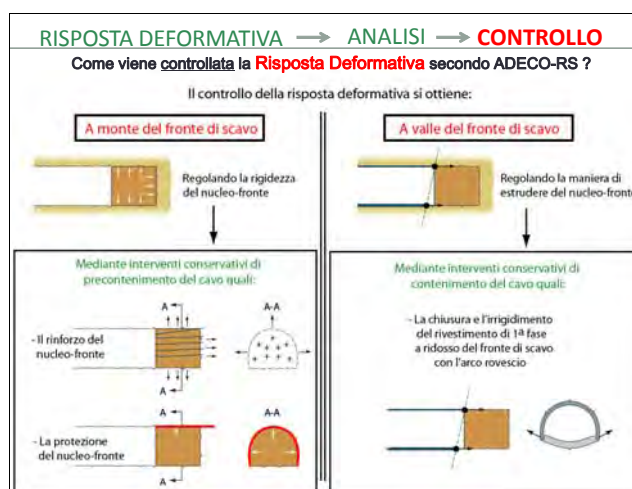 RISPOSTA DEFORMATIVA → ANALISI → CONTROLLO
Come viene controllata la Risposta Deformativa secondo ADECO-RS ?
Il controllo della risposta deformativa si ottiene:
A monte del fronte di scavo
Regolando la rigidezza
del nucleo-fronte
Mediante interventi conservativi di
precontenimento del cavo quali:
A
A-A
- Il rinforzo del
nucleo-fronte
A
A
A-A
- La protezione
del nucleo-fronte
A
A valle del fronte di scavo
Regolando la maniera di
estrudere del nucleo-fronte
Mediante interventi conservativi di
contenimento del cavo quali:
- La chiusura e l'irrigidimento
del rivestimento di 1ª fase
a ridosso del fronte di scavo
con l'arco rovescio